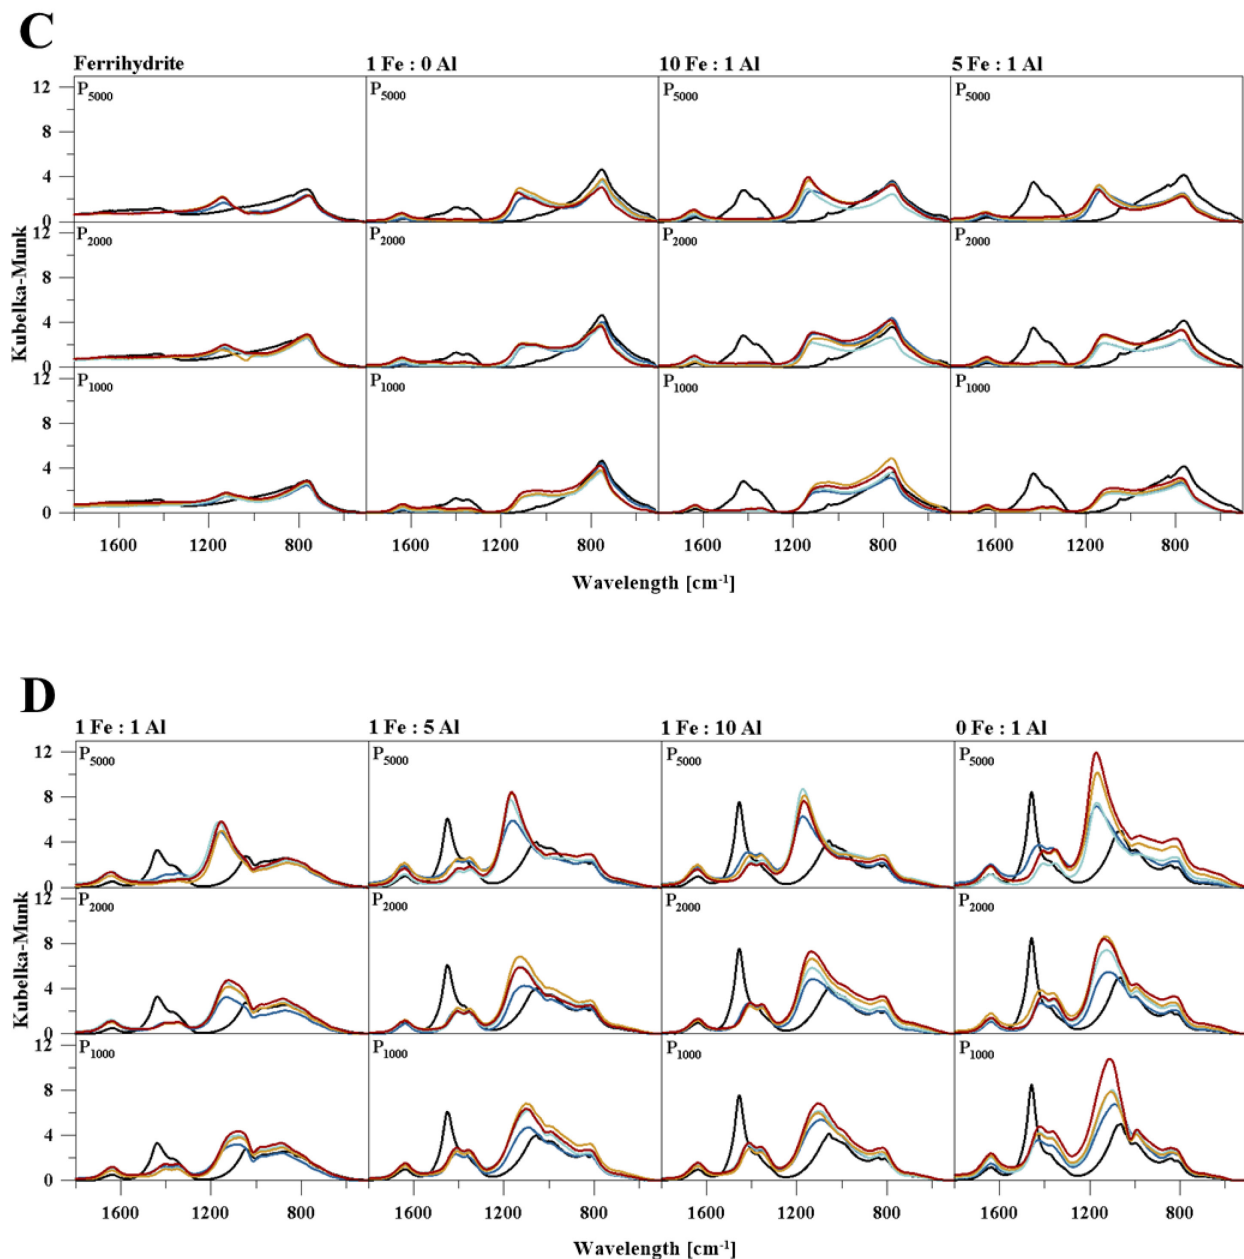 C
Ferrihydrite 1 Fe : 0 Al 10 Fe : 1 Al 5 Fe : 1 Al
12 P5000 P5000 P5000 P5000
8
4
0
12 P2000 P2000 P2000 P2000
8
4
0
12 P1000 P1000 P1000 P1000
8
4
0
Kubelka-Munk
1600 1200 800 1600 1200 800 1600 1200 800 1600 1200 800
Wavelength [cm-1]
D
1 Fe : 1 Al 1 Fe : 5 Al 1 Fe : 10 Al 0 Fe : 1 Al
12 P5000 P5000 P5000 P5000
8
4
0
12 P2000 P2000 P2000 P2000
8
4
0
12 P1000 P1000 P1000 P1000
8
4
0
Kubelka-Munk
1600 1200 800 1600 1200 800 1600 1200 800 1600 1200 800
Wavelength [cm-1]